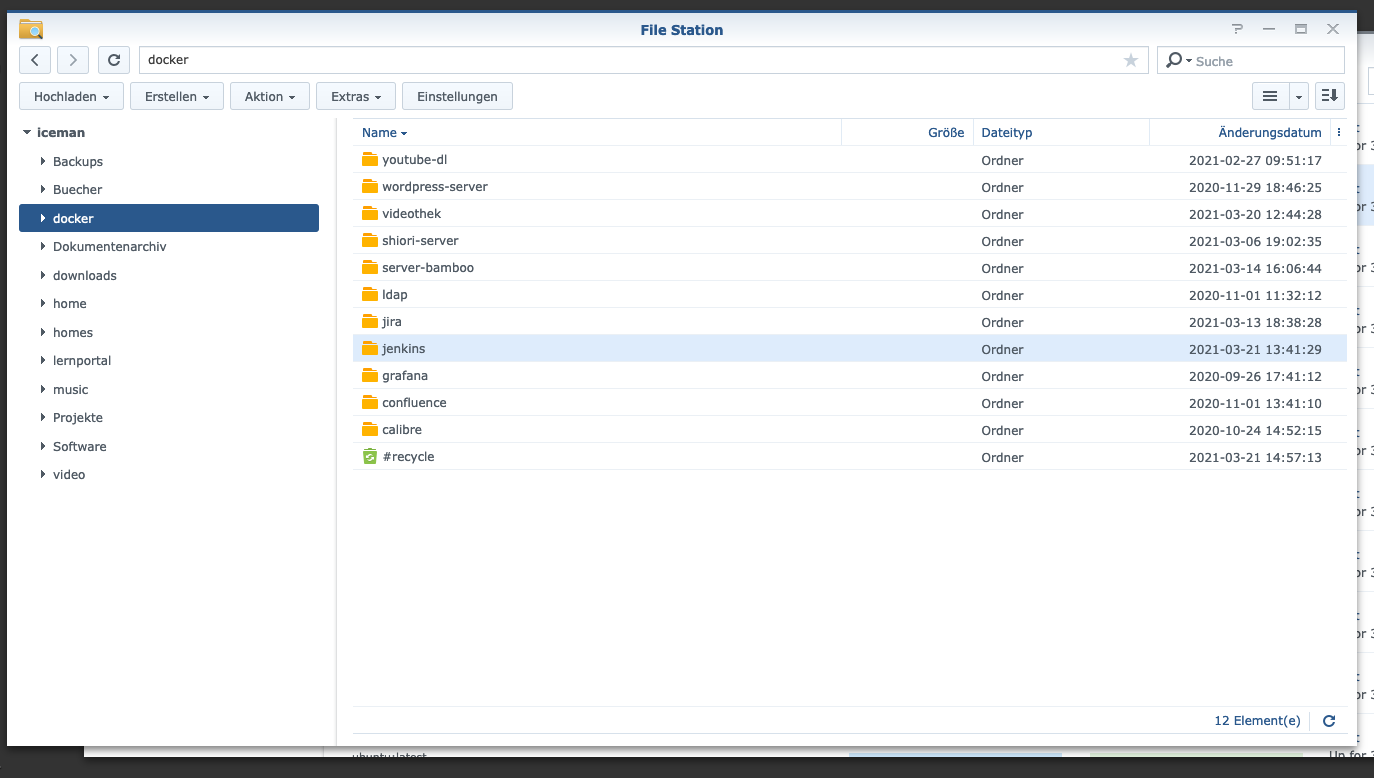 File Station
docker
Suche
Hochladen
Erstellen
Aktion
Extras
Einstellungen
iceman
Backups
Buecher
docker
Dokumentenarchiv
downloads
home
homes
lernportal
music
Projekte
Software
video
Name Größe Dateityp Änderungsdatum
youtube-dl Ordner 2021-02-27 09:51:17
wordpress-server Ordner 2020-11-29 18:46:25
videothek Ordner 2021-03-20 12:44:28
shiori-server Ordner 2021-03-06 19:02:35
server-bamboo Ordner 2021-03-14 16:06:44
ldap Ordner 2020-11-01 11:32:12
jira Ordner 2021-03-13 18:38:28
jenkins Ordner 2021-03-21 13:41:29
grafana Ordner 2020-09-26 17:41:12
confluence Ordner 2020-11-01 13:41:10
calibre Ordner 2020-10-24 14:52:15
#recycle Ordner 2021-03-21 14:57:13
12 Element(e)
ubuntu:latest
Up for 3